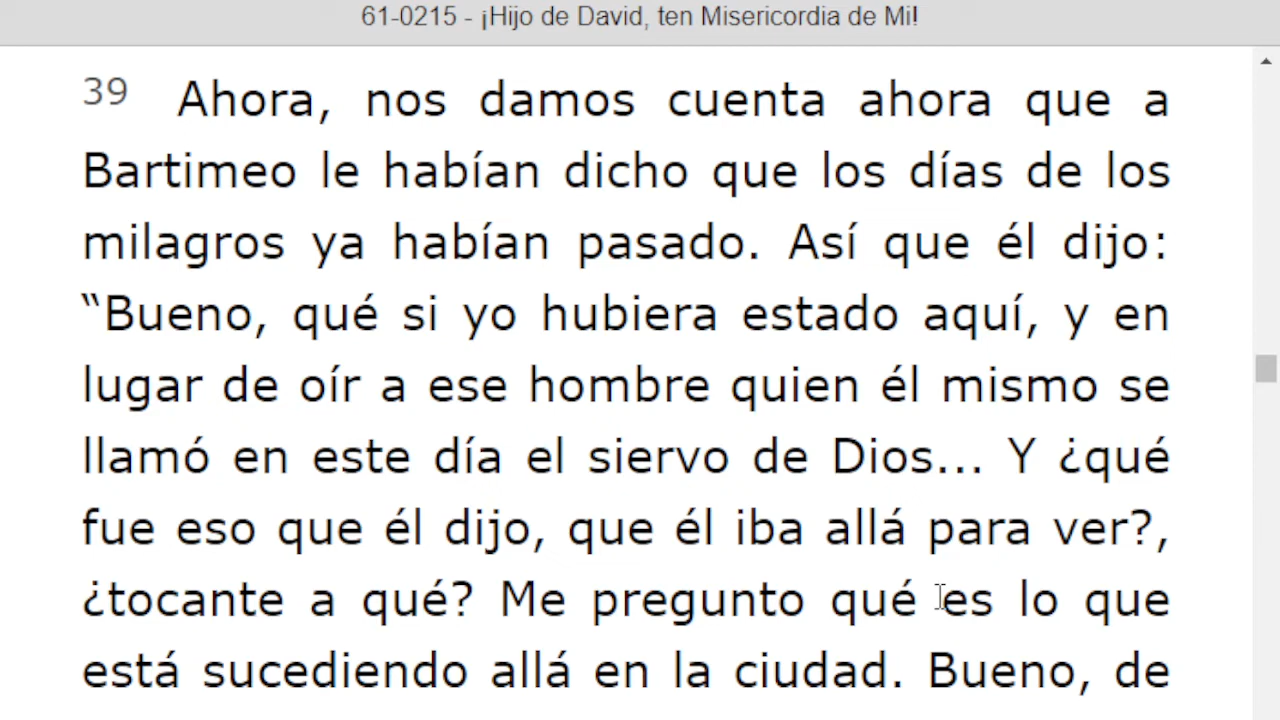 61-0215 - ¡Hijo de David, ten Misericordia de Mi!
39 Ahora, nos damos cuenta ahora que a
Bartimeo le habían dicho que los días de los
milagros ya habían pasado. Así que él dijo:
“Bueno, qué si yo hubiera estado aquí, y en
lugar de oír a ese hombre quien él mismo se
llamó en este día el siervo de Dios... Y ¿qué
fue eso que él dijo, que él iba allá para ver?,
¿tocante a qué? Me pregunto qué es lo que
está sucediendo allá en la ciudad. Bueno, de